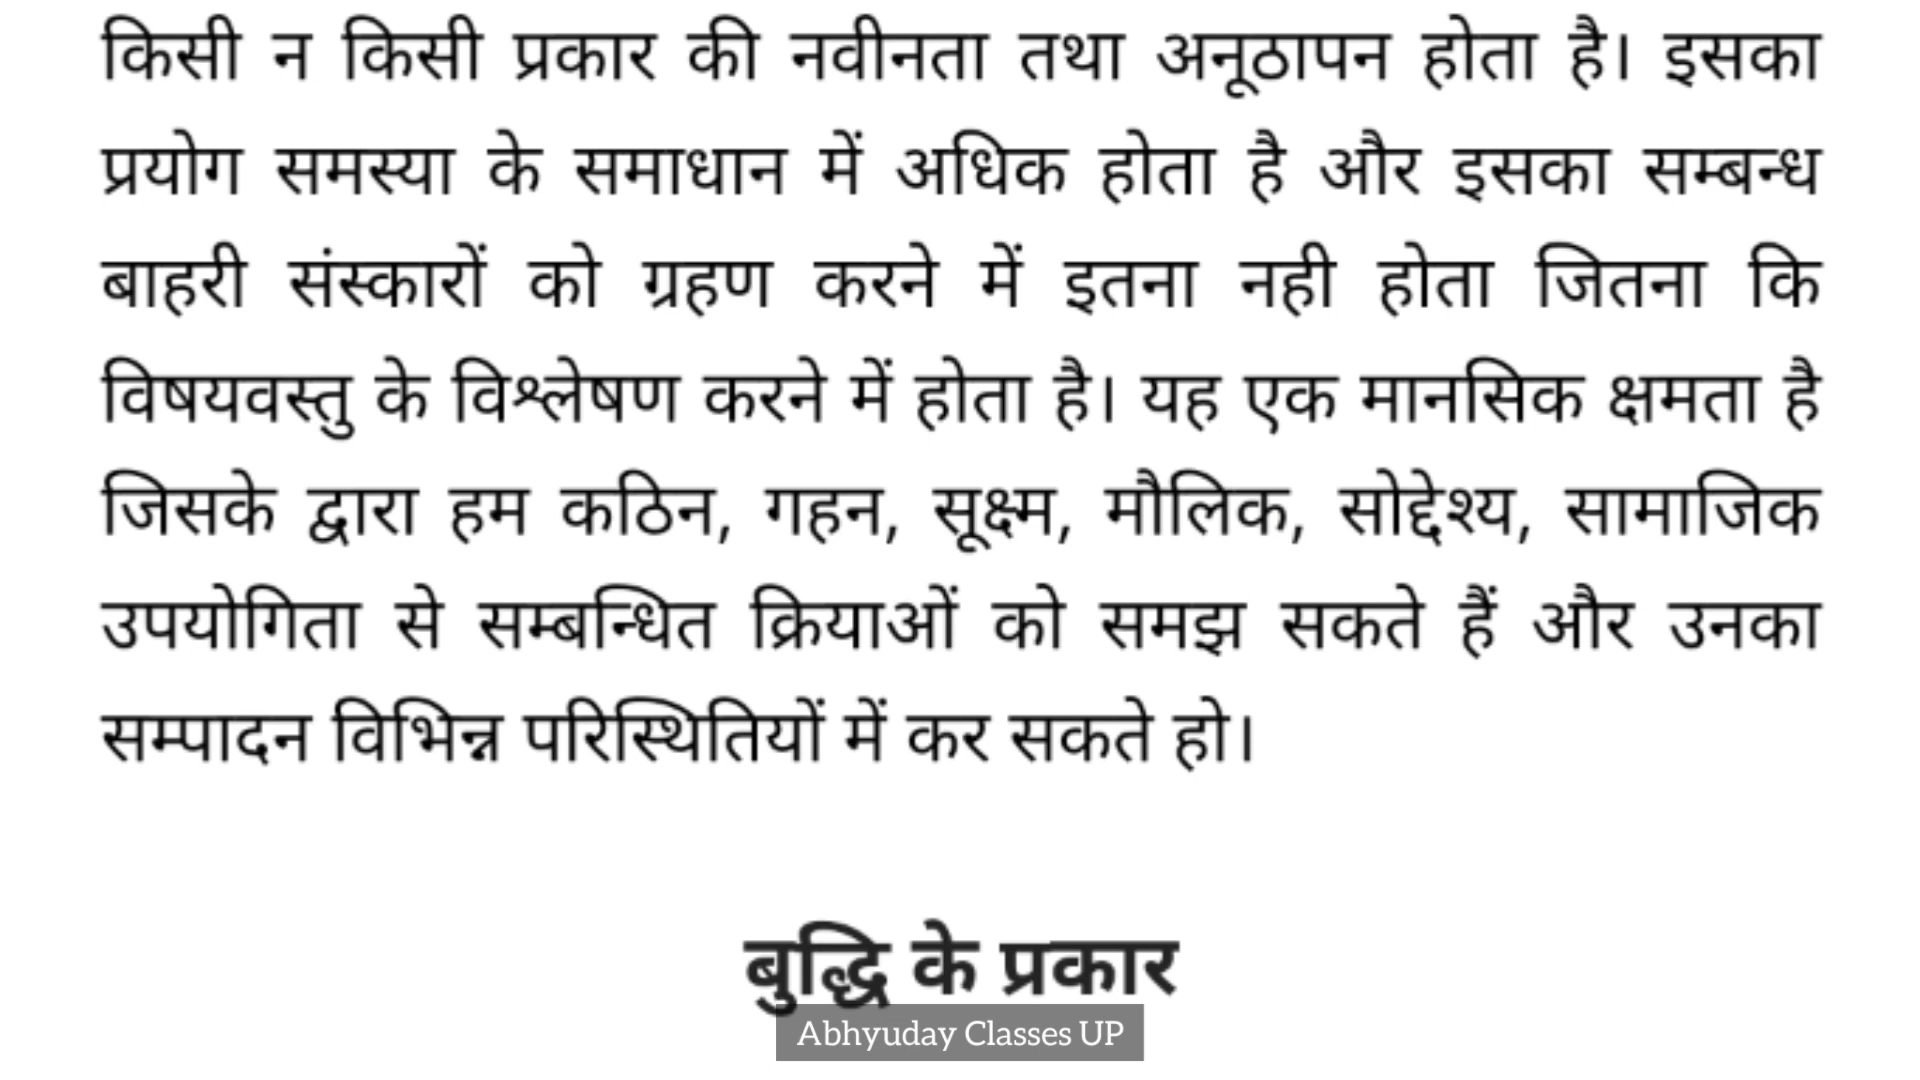 किसी न किसी प्रकार की नवीनता तथा अनूठापन होता है। इसका
प्रयोग समस्या के समाधान में अधिक होता है और इसका सम्बन्ध
बाहरी संस्कारों को ग्रहण करने में इतना नही होता जितना कि
विषयवस्तु के विश्लेषण करने में होता है। यह एक मानसिक क्षमता है
जिसके द्वारा हम कठिन, गहन, सूक्ष्म, मौलिक, सोद्देश्य, सामाजिक
उपयोगिता से सम्बन्धित क्रियाओं को समझ सकते हैं और उनका
सम्पादन विभिन्न परिस्थितियों में कर सकते हो।
बुद्धि के प्रकार
Abhyuday Classes UP